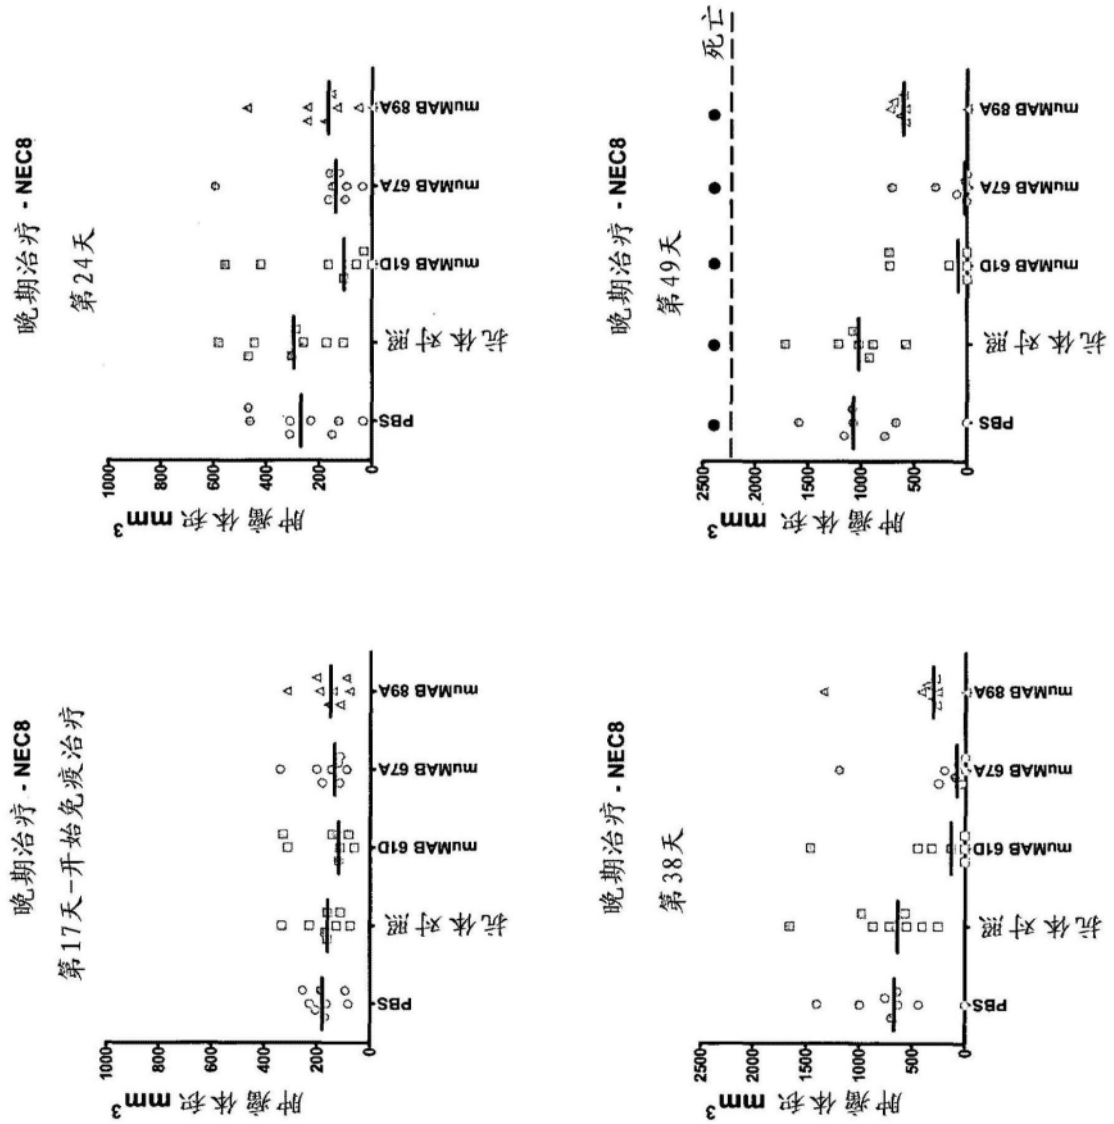 晚期治疗 - NEC8
第17天-开始免疫治疗
肿瘤体积 mm³
1000
800
600
400
200
0
PBS
抗体对照
muMAB 61D
muMAB 67A
muMAB 89A
晚期治疗 - NEC8
第24天
肿瘤体积 mm³
1000
800
600
400
200
0
PBS
抗体对照
muMAB 61D
muMAB 67A
muMAB 89A
晚期治疗 - NEC8
第38天
肿瘤体积 mm³
2500
2000
1500
1000
500
0
PBS
抗体对照
muMAB 61D
muMAB 67A
muMAB 89A
晚期治疗 - NEC8
第49天
肿瘤体积 mm³
2500
2000
1500
1000
500
0
死亡
PBS
抗体对照
muMAB 61D
muMAB 67A
muMAB 89A